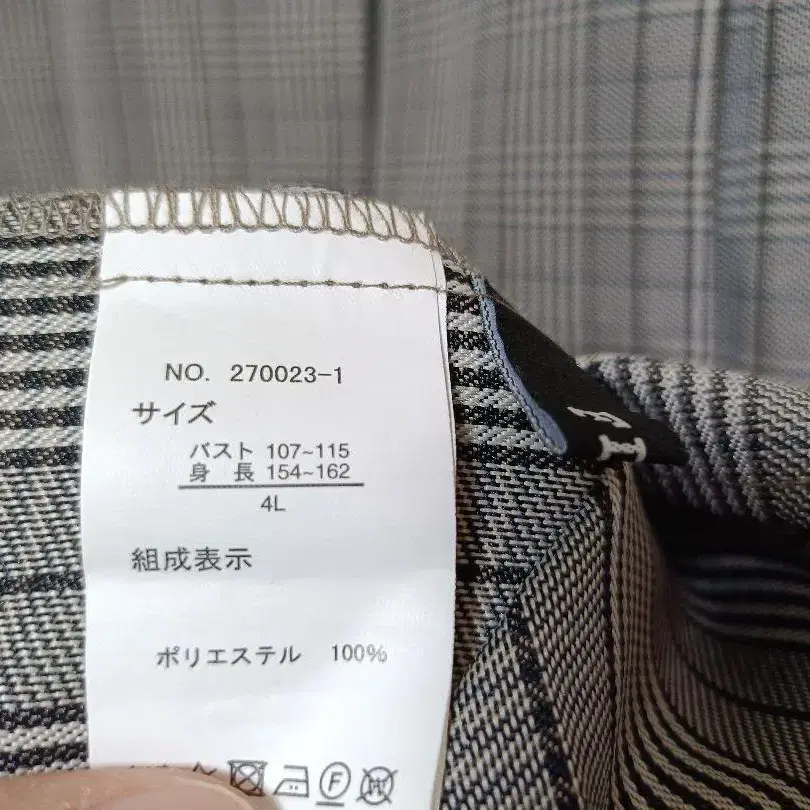 NO. 270023-1
サイズ
バスト 107~115
身 長 154~162
4L
組成表示
ポリエステル 100%
F